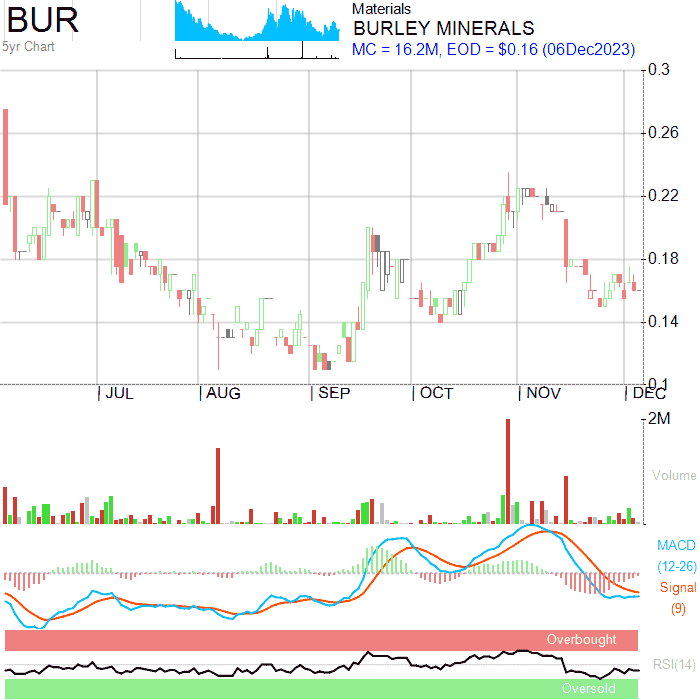 BUR
5yr Chart
Materials
BURLEY MINERALS
MC = 16.2M, EOD = $0.16 (06Dec2023)
0.3
0.26
0.22
0.18
0.14
0.1
JUL AUG SEP OCT NOV DEC
2M
Volume
MACD
(12-26)
Signal
(9)
Overbought
RSI(14)
Oversold